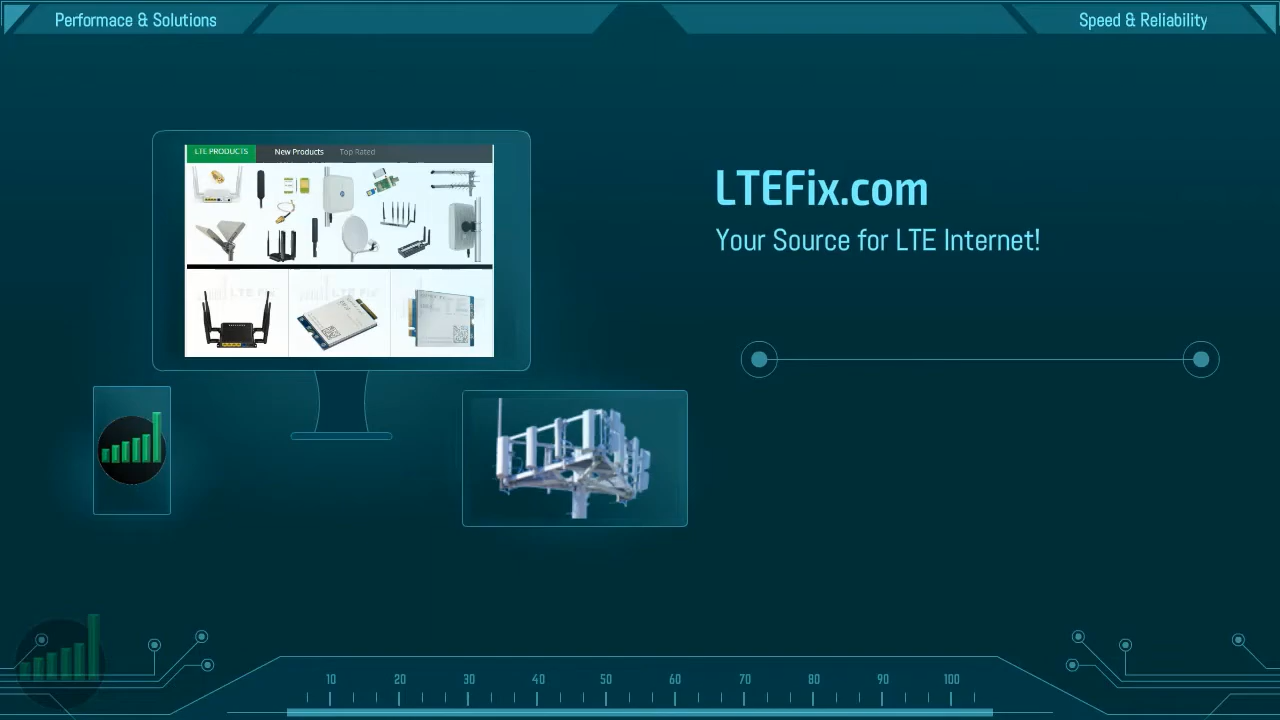 Performace & Solutions
Speed & Reliability
LTE PRODUCTS New Products Top Rated
LTEFix.com
Your Source for LTE Internet!
10 20 30 40 50 60 70 80 90 100